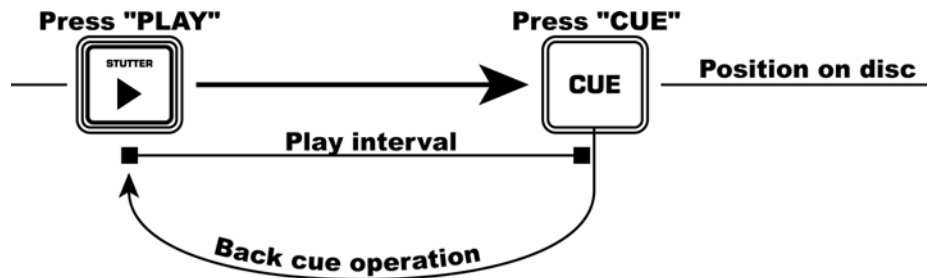 Press "PLAY"
Press "CUE"
STUTTER
CUE
Position on disc
Play interval
Back cue operation